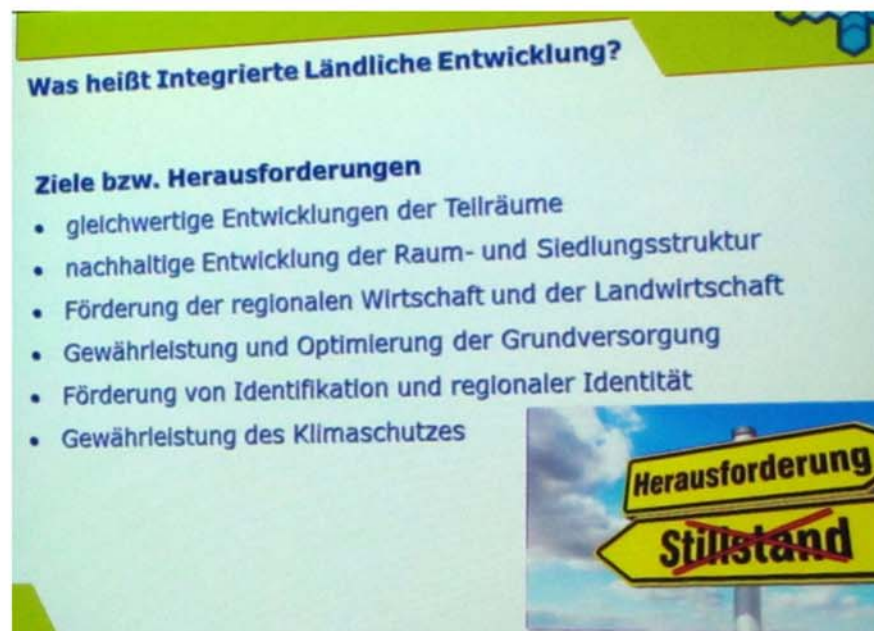 Was heißt Integrierte Ländliche Entwicklung?
Ziele bzw. Herausforderungen
• gleichwertige Entwicklungen der Teilräume
• nachhaltige Entwicklung der Raum- und Siedlungsstruktur
• Förderung der regionalen Wirtschaft und der Landwirtschaft
• Gewährleistung und Optimierung der Grundversorgung
• Förderung von Identifikation und regionaler Identität
• Gewährleistung des Klimaschutzes
Herausforderung
Stillstand